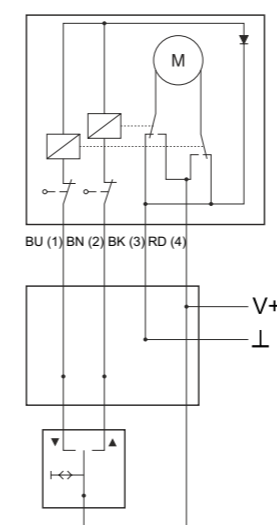 M
BU (1) BN (2) BK (3) RD (4)
V+
⊥
▼ ▲